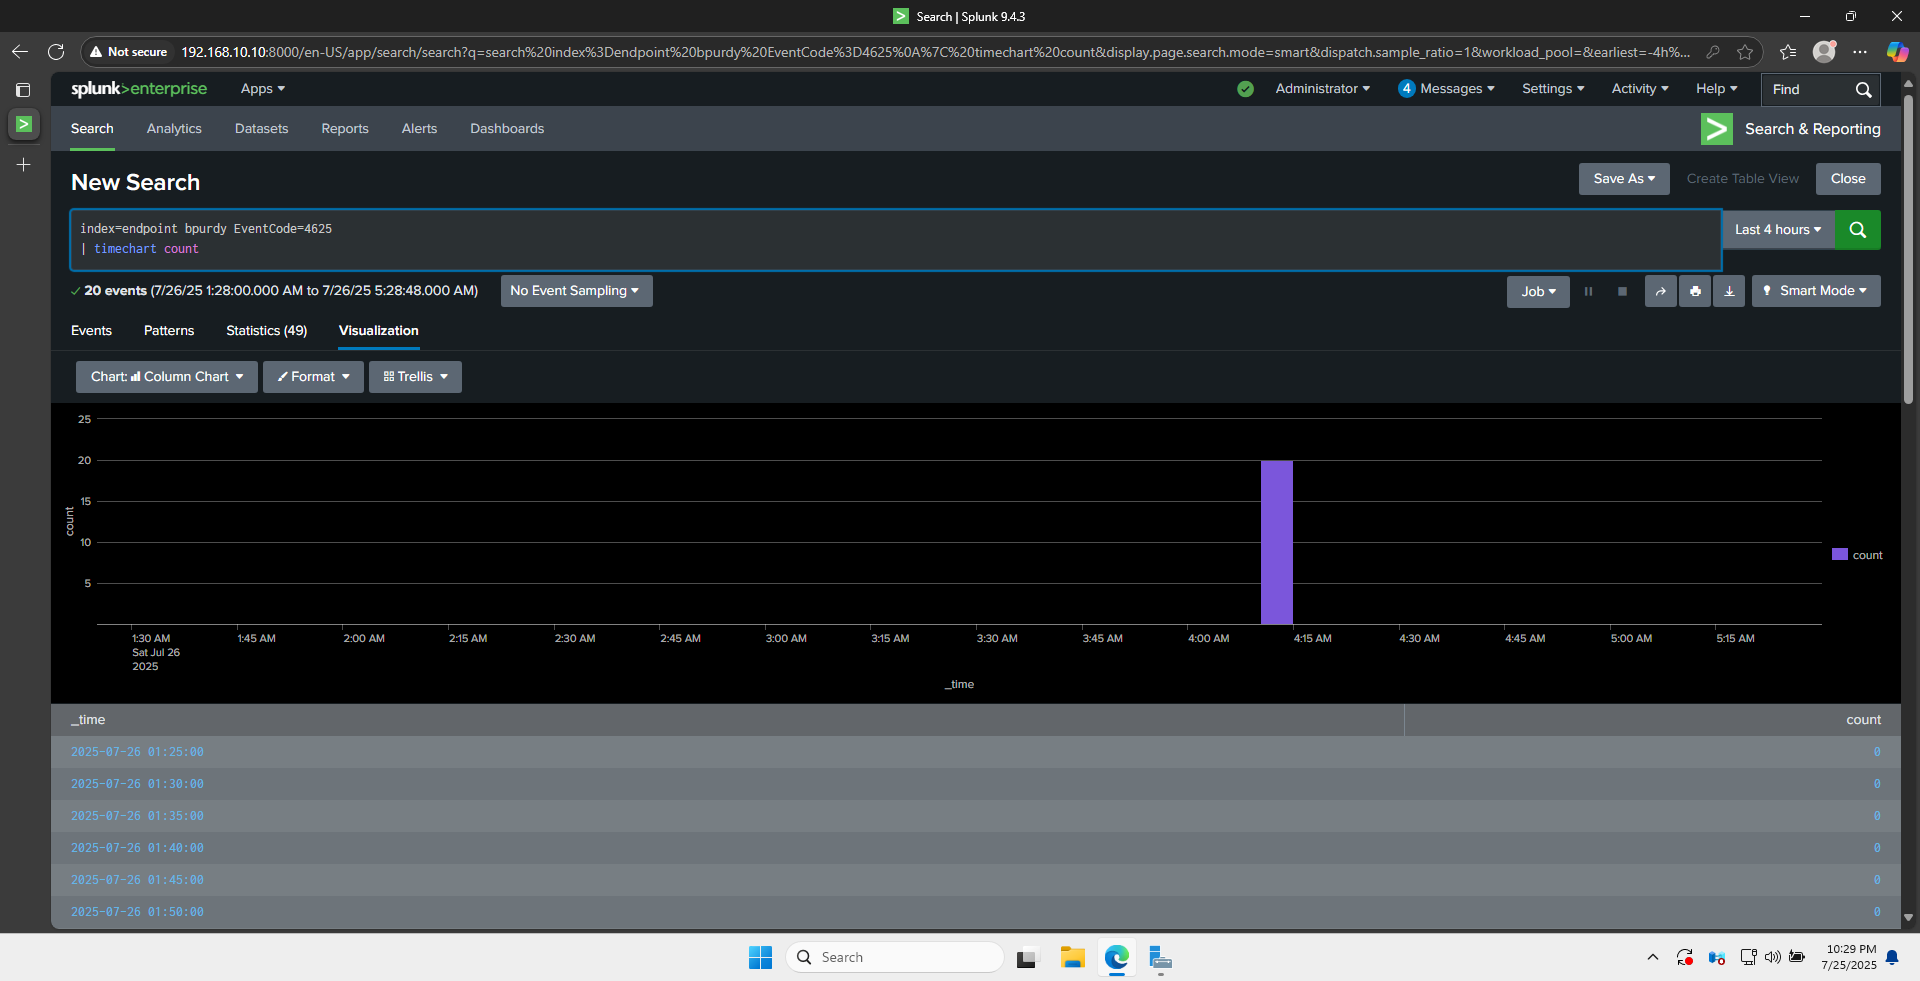 Search | Splunk 9.4.3
Not secure 192.168.10.10:8000/en-US/app/search/search?q=search%20index%3Dendpoint%20bpurdy%20EventCode%3D4625%0A%7C%20timechart%20count&display.page.search.mode=smart&dispatch.sample_ratio=1&workload_pool=&earliest=-4h%...
splunk>enterprise Apps Administrator 4 Messages Settings Activity Help Find
Search Analytics Datasets Reports Alerts Dashboards Search & Reporting
New Search Save As Create Table View Close
index=endpoint bpurdy EventCode=4625
| timechart count
Last 4 hours
20 events (7/26/25 1:28:00.000 AM to 7/26/25 5:28:48.000 AM) No Event Sampling Job Smart Mode
Events Patterns Statistics (49) Visualization
Chart: Column Chart Format Trellis
25
20
15
10
5
count
count
1:30 AM 1:45 AM 2:00 AM 2:15 AM 2:30 AM 2:45 AM 3:00 AM 3:15 AM 3:30 AM 3:45 AM 4:00 AM 4:15 AM 4:30 AM 4:45 AM 5:00 AM 5:15 AM
Sat Jul 26
2025
_time
_time count
2025-07-26 01:25:00 0
2025-07-26 01:30:00 0
2025-07-26 01:35:00 0
2025-07-26 01:40:00 0
2025-07-26 01:45:00 0
2025-07-26 01:50:00 0
Search
10:29 PM
7/25/2025